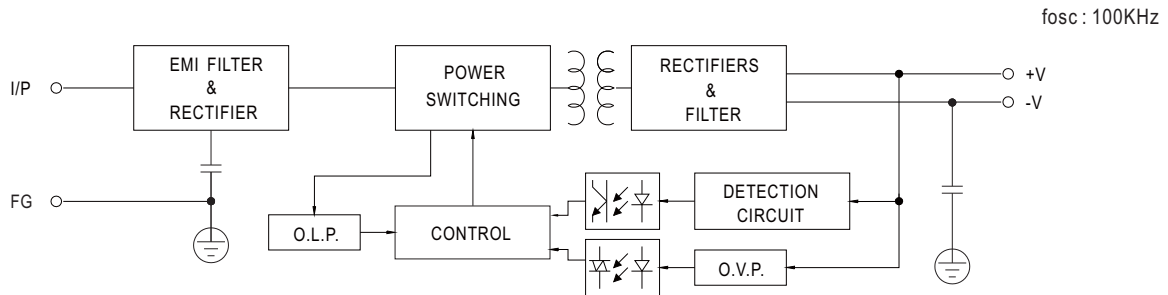 fosc : 100KHz
I/P
EMI FILTER
&
RECTIFIER
POWER
SWITCHING
RECTIFIERS
&
FILTER
+V
-V
FG
O.L.P.
CONTROL
DETECTION
CIRCUIT
O.V.P.